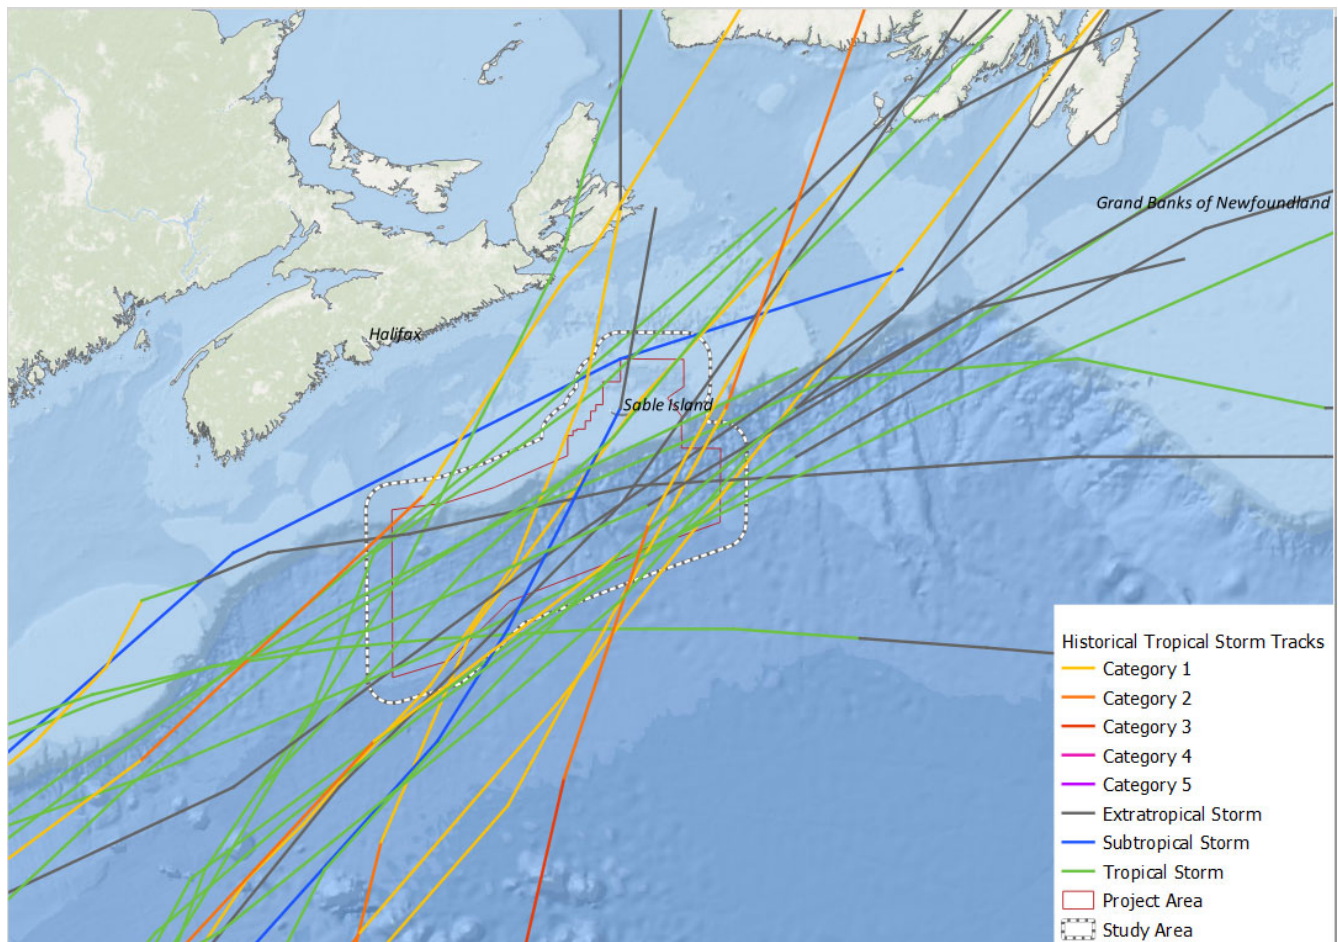 Grand Banks of Newfoundland
Halifax
Sable Island
Historical Tropical Storm Tracks
Category 1
Category 2
Category 3
Category 4
Category 5
Extratropical Storm
Subtropical Storm
Tropical Storm
Project Area
Study Area